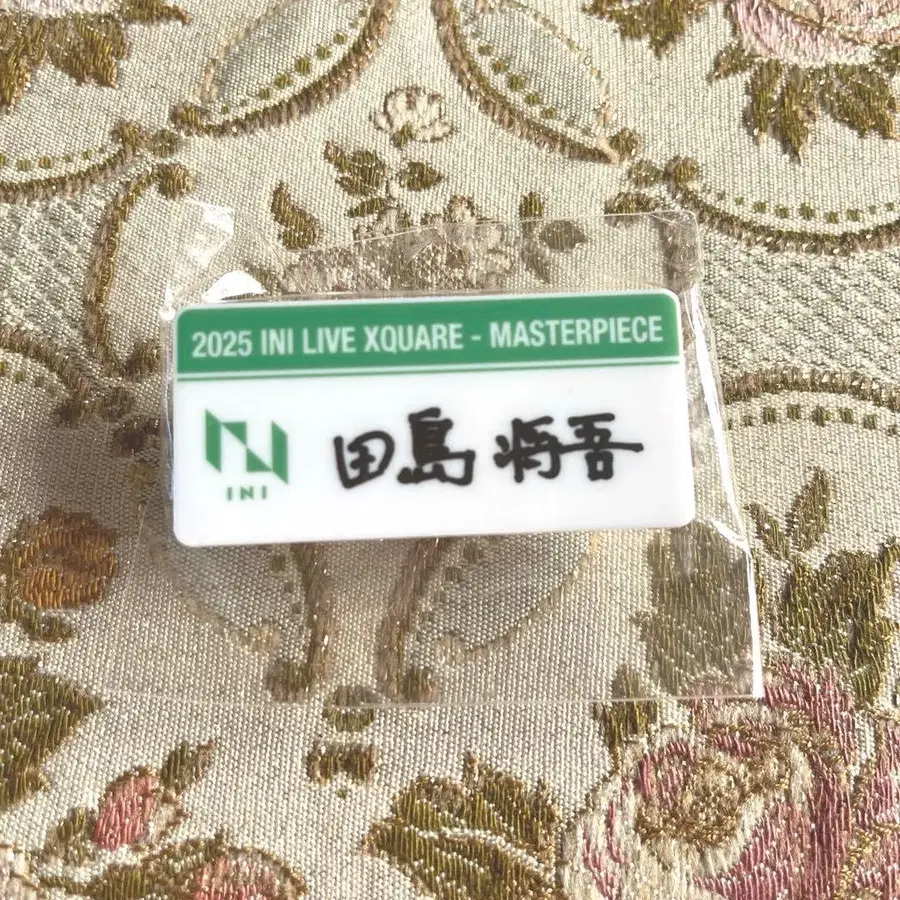 2025 INI LIVE XQUARE - MASTERPIECE
INI
田島 将吾